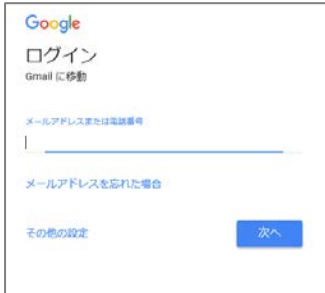 Google
ログイン
Gmail に移動
メールアドレスまたは電話番号
メールアドレスを忘れた場合
その他の設定
次へ